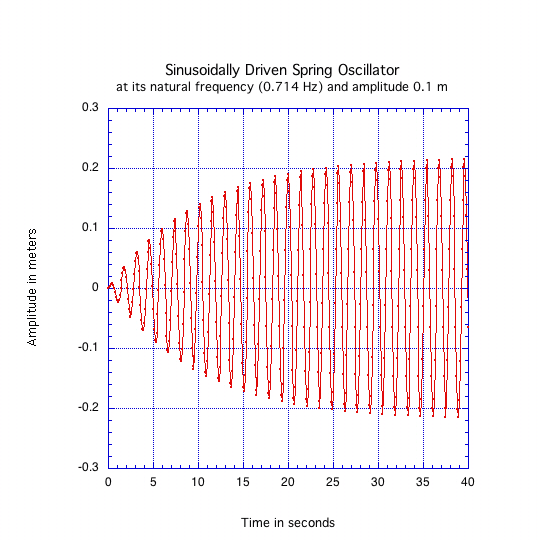 Sinusoidally Driven Spring Oscillator
at its natural frequency (0.714 Hz) and amplitude 0.1 m
0.3
0.2
0.1
0
-0.1
-0.2
-0.3
Amplitude in meters
0 5 10 15 20 25 30 35 40
Time in seconds